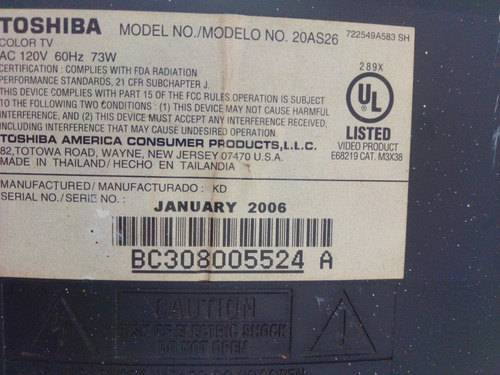 TOSHIBA MODEL NO./MODELO NO. 20AS26 722549A583 SH
COLOR TV
AC 120V 60Hz 73W
289X
CERTIFICATION : COMPLIES WITH FDA RADIATION
PERFORMANCE STANDARDS, 21 CFR SUBCHAPTER J.
THIS DEVICE COMPLIES WITH PART 15 OF THE FCC RULES. OPERATION IS SUBJECT
TO THE FOLLOWING TWO CONDITIONS : (1) THIS DEVICE MAY NOT CAUSE HARMFUL
INTERFERENCE, AND (2) THIS DEVICE MUST ACCEPT ANY INTERFERENCE RECEIVED,
INCLUDING INTERFERENCE THAT MAY CAUSE UNDESIRED OPERATION.
UL
®
LISTED
VIDEO PRODUCT
E68219 CAT. M3X38
TOSHIBA AMERICA CONSUMER PRODUCTS,L.L.C.
82,TOTOWA ROAD, WAYNE, NEW JERSEY 07470 U.S.A.
MADE IN THAILAND / HECHO EN TAILANDIA
MANUFACTURED/ MANUFACTURADO : KD
SERIAL NO./ SERIE NO. :
JANUARY 2006
BC308005524 A
CAUTION
RISK OF ELECTRIC SHOCK
DO NOT OPEN